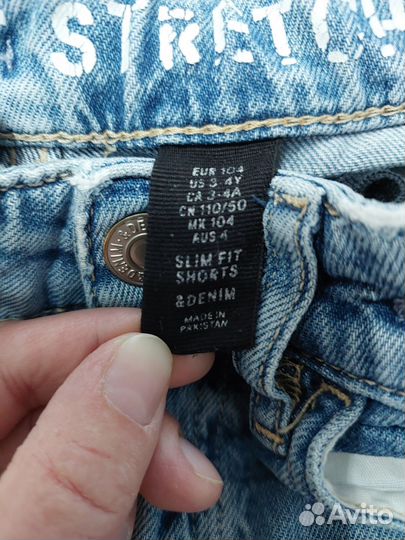 STRETCH
EUR 104
US 3-4Y
CA 3-4A
CN 110/50
MX 104
AUS 4
SLIM FIT
SHORTS
&DENIM
MADE IN
PAKISTAN
&DENIM
Avito